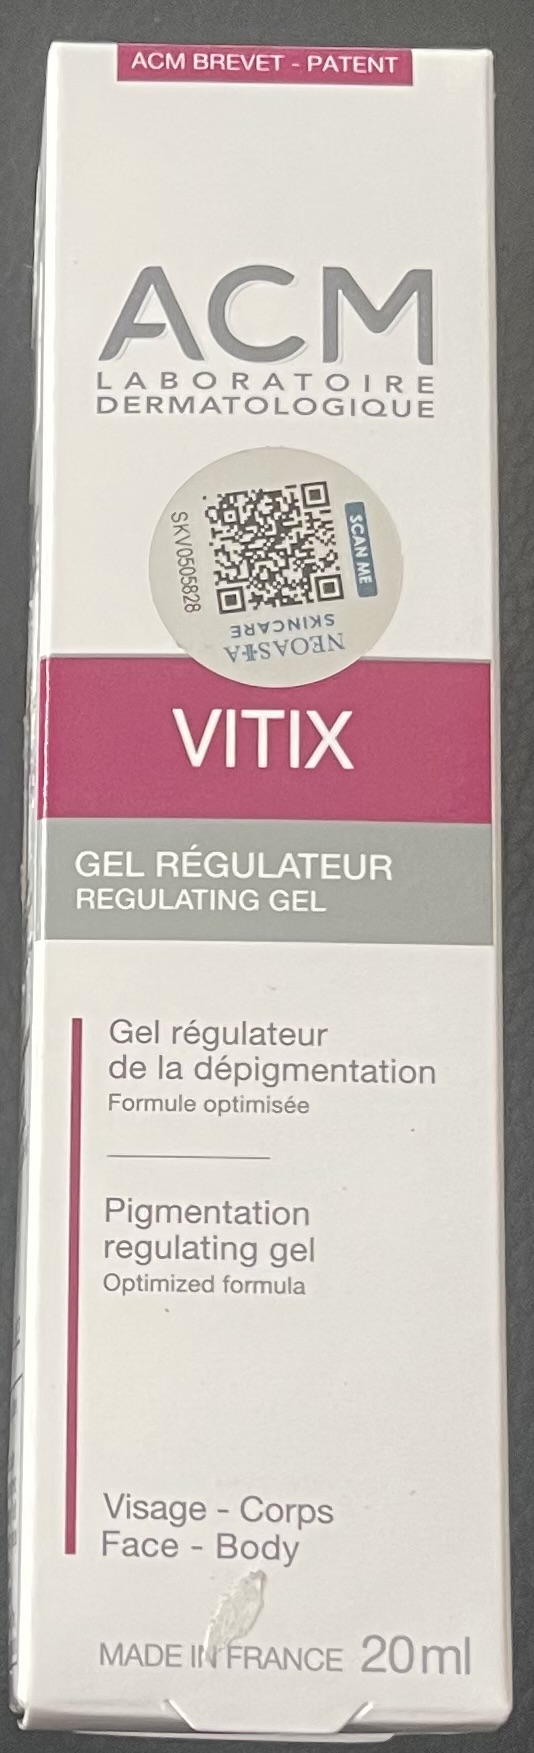 ACM BREVET - PATENT
ACM
LABORATOIRE
DERMATOLOGIQUE
SCAN ME
SKV0505828
NEOASIA
SKINCARE
VITIX
GEL RÉGULATEUR
REGULATING GEL
Gel régulateur
de la dépigmentation
Formule optimisée
Pigmentation
regulating gel
Optimized formula
Visage - Corps
Face - Body
MADE IN FRANCE 20ml